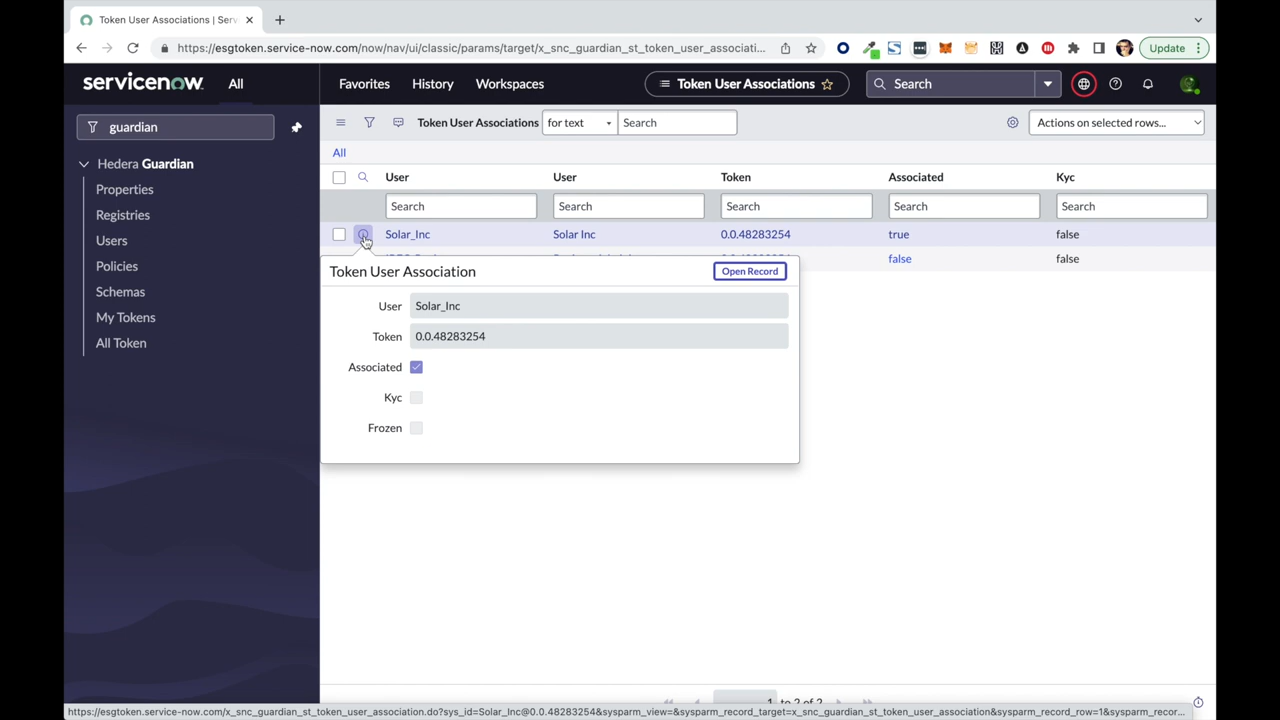 Token User Associations | Serv
https://esgtoken.service-now.com/now/nav/ui/classic/params/target/x_snc_guardian_st_token_user_associati...
Update
servicenow
All
Favorites
History
Workspaces
Token User Associations
Search
guardian
Hedera Guardian
Properties
Registries
Users
Policies
Schemas
My Tokens
All Token
Token User Associations
for text
Search
Actions on selected rows...
All
User User Token Associated Kyc
Search Search Search Search Search
Solar_Inc Solar Inc 0.0.48283254 true false
false false
Token User Association
Open Record
User Solar_Inc
Token 0.0.48283254
Associated
Kyc
Frozen
1 to 2 of 2
https://esgtoken.service-now.com/x_snc_guardian_st_token_user_association.do?sys_id=Solar_Inc@0.0.48283254&sysparm_view=&sysparm_record_target=x_snc_guardian_st_token_user_association&sysparm_record_row=1&sysparm_recor...